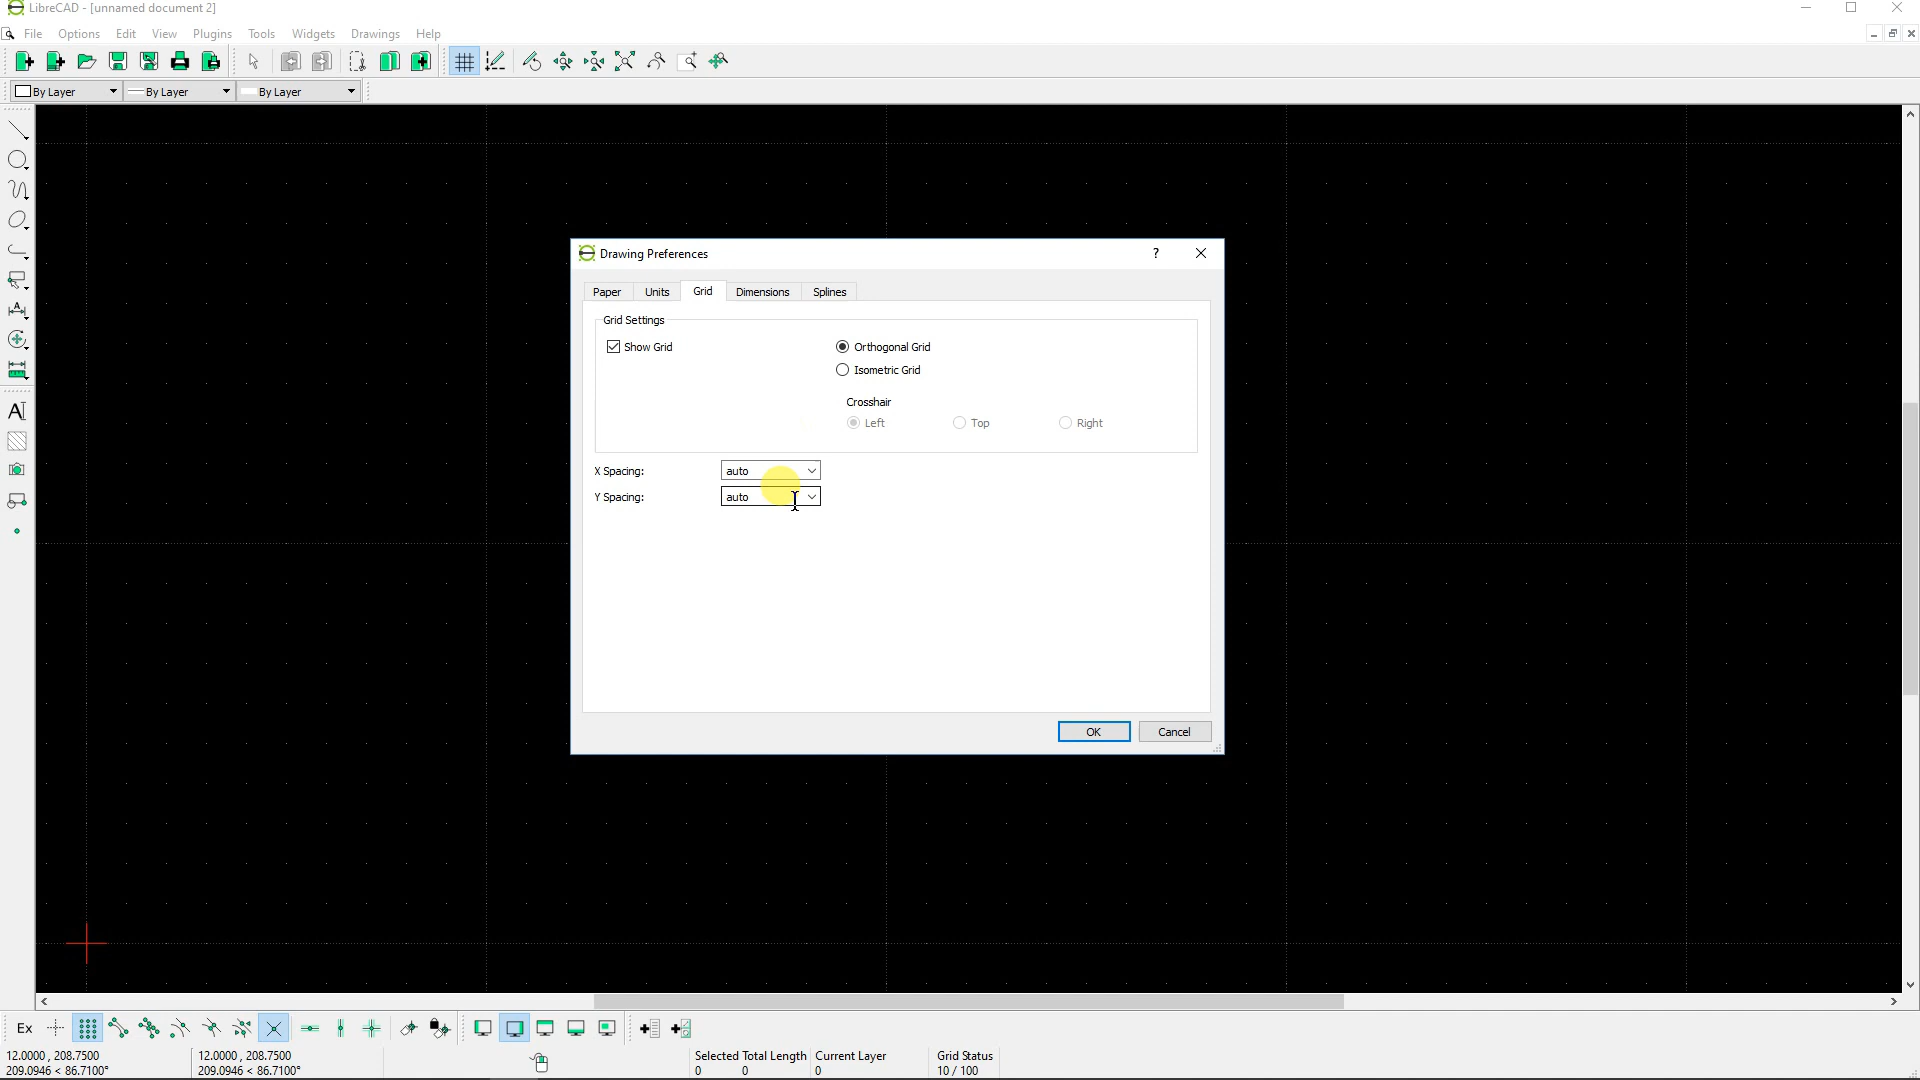 LibreCAD - [unnamed document 2]
File Options Edit View Plugins Tools Widgets Drawings Help
By Layer By Layer By Layer
Drawing Preferences ?
Paper Units Grid Dimensions Splines
Grid Settings
Show Grid
Orthogonal Grid
Isometric Grid
Crosshair
Left Top Right
X Spacing: auto
Y Spacing: auto
OK Cancel
A
Ex
12.0000 , 208.7500 12.0000 , 208.7500 Selected Total Length Current Layer Grid Status
209.0946 < 86.7100° 209.0946 < 86.7100° 0 0 0 10 / 100